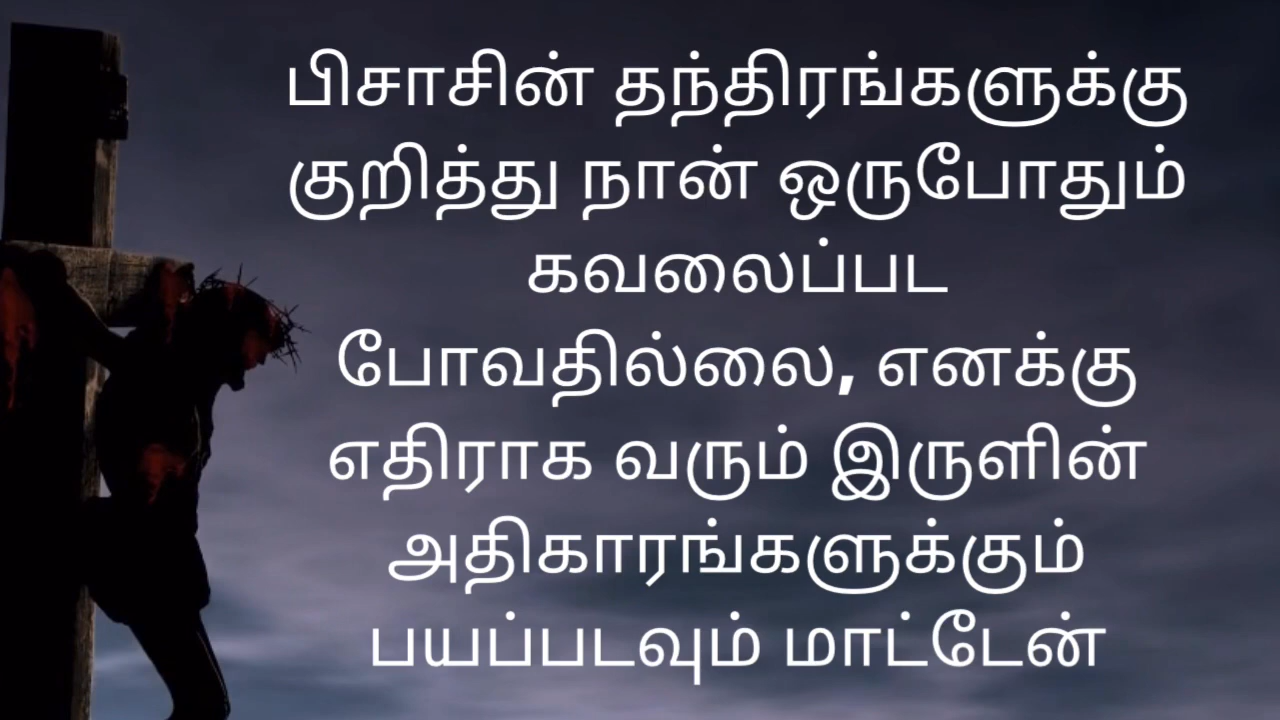 பிசாசின் தந்திரங்களுக்கு
குறித்து நான் ஒருபோதும்
கவலைப்பட
போவதில்லை, எனக்கு
எதிராக வரும் இருளின்
அதிகாரங்களுக்கும்
பயப்படவும் மாட்டேன்